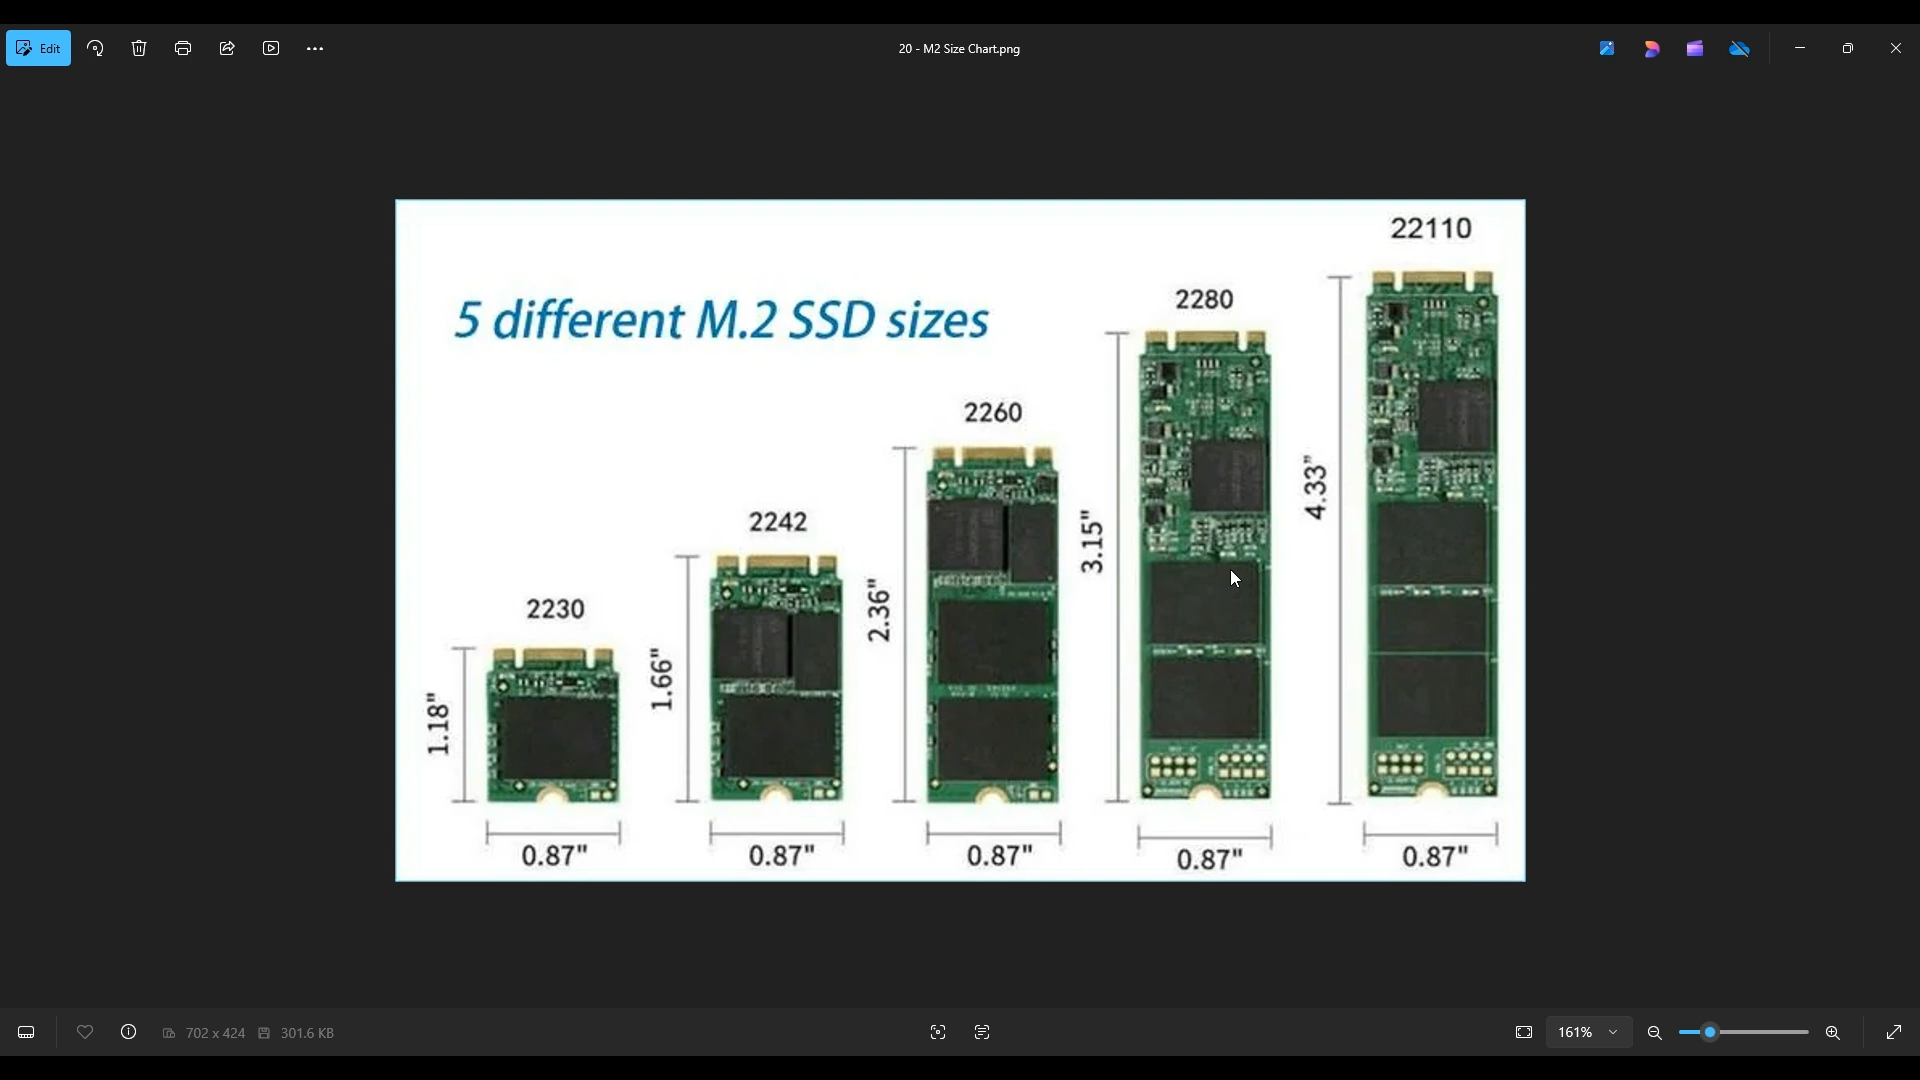 Edit
20 - M2 Size Chart.png
22110
2280
5 different M.2 SSD sizes
2260
4.33"
2242
3.15"
2230
2.36"
1.66"
1.18"
0.87" 0.87" 0.87" 0.87" 0.87"
702 x 424 301.6 KB
161%